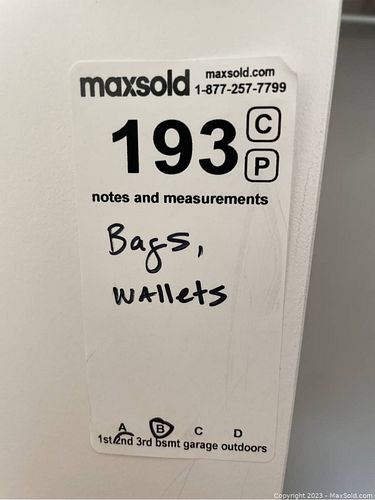 maxsold maxsold.com
1-877-257-7799
193 C
P
notes and measurements
Bags,
wallets
A B C D
1st 2nd 3rd bsmt garage outdoors
Copyright 2023 - MaxSold.com